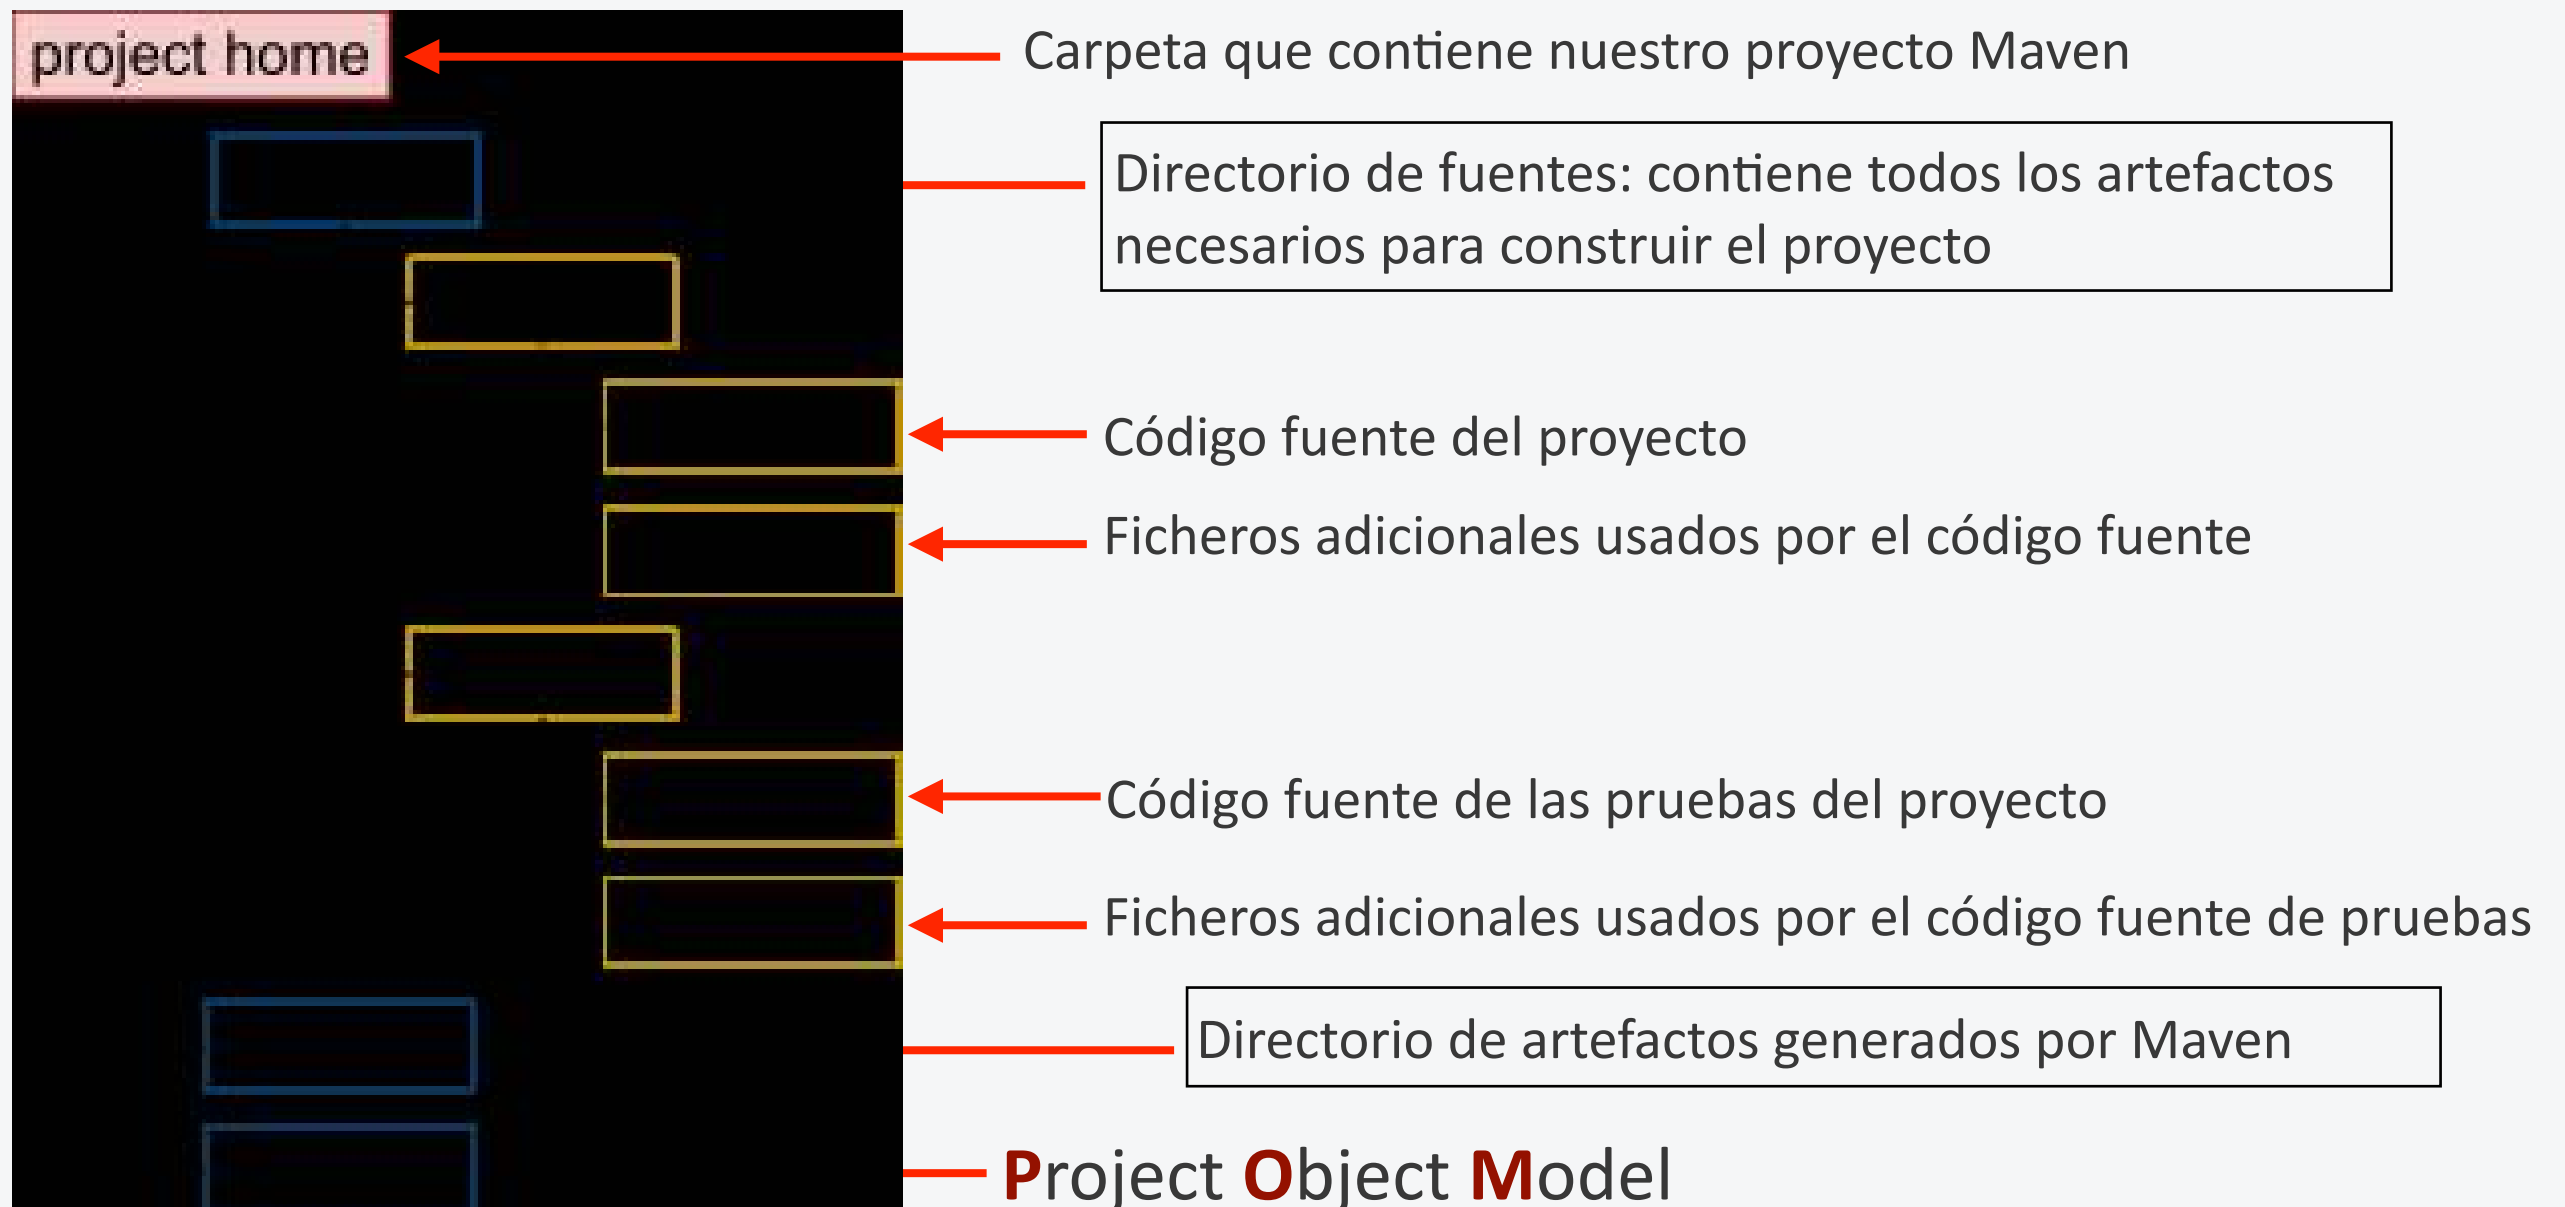 project home
Carpeta que contiene nuestro proyecto Maven
Directorio de fuentes: contiene todos los artefactos
necesarios para construir el proyecto
Código fuente del proyecto
Ficheros adicionales usados por el código fuente
Código fuente de las pruebas del proyecto
Ficheros adicionales usados por el código fuente de pruebas
Directorio de artefactos generados por Maven
Project Object Model